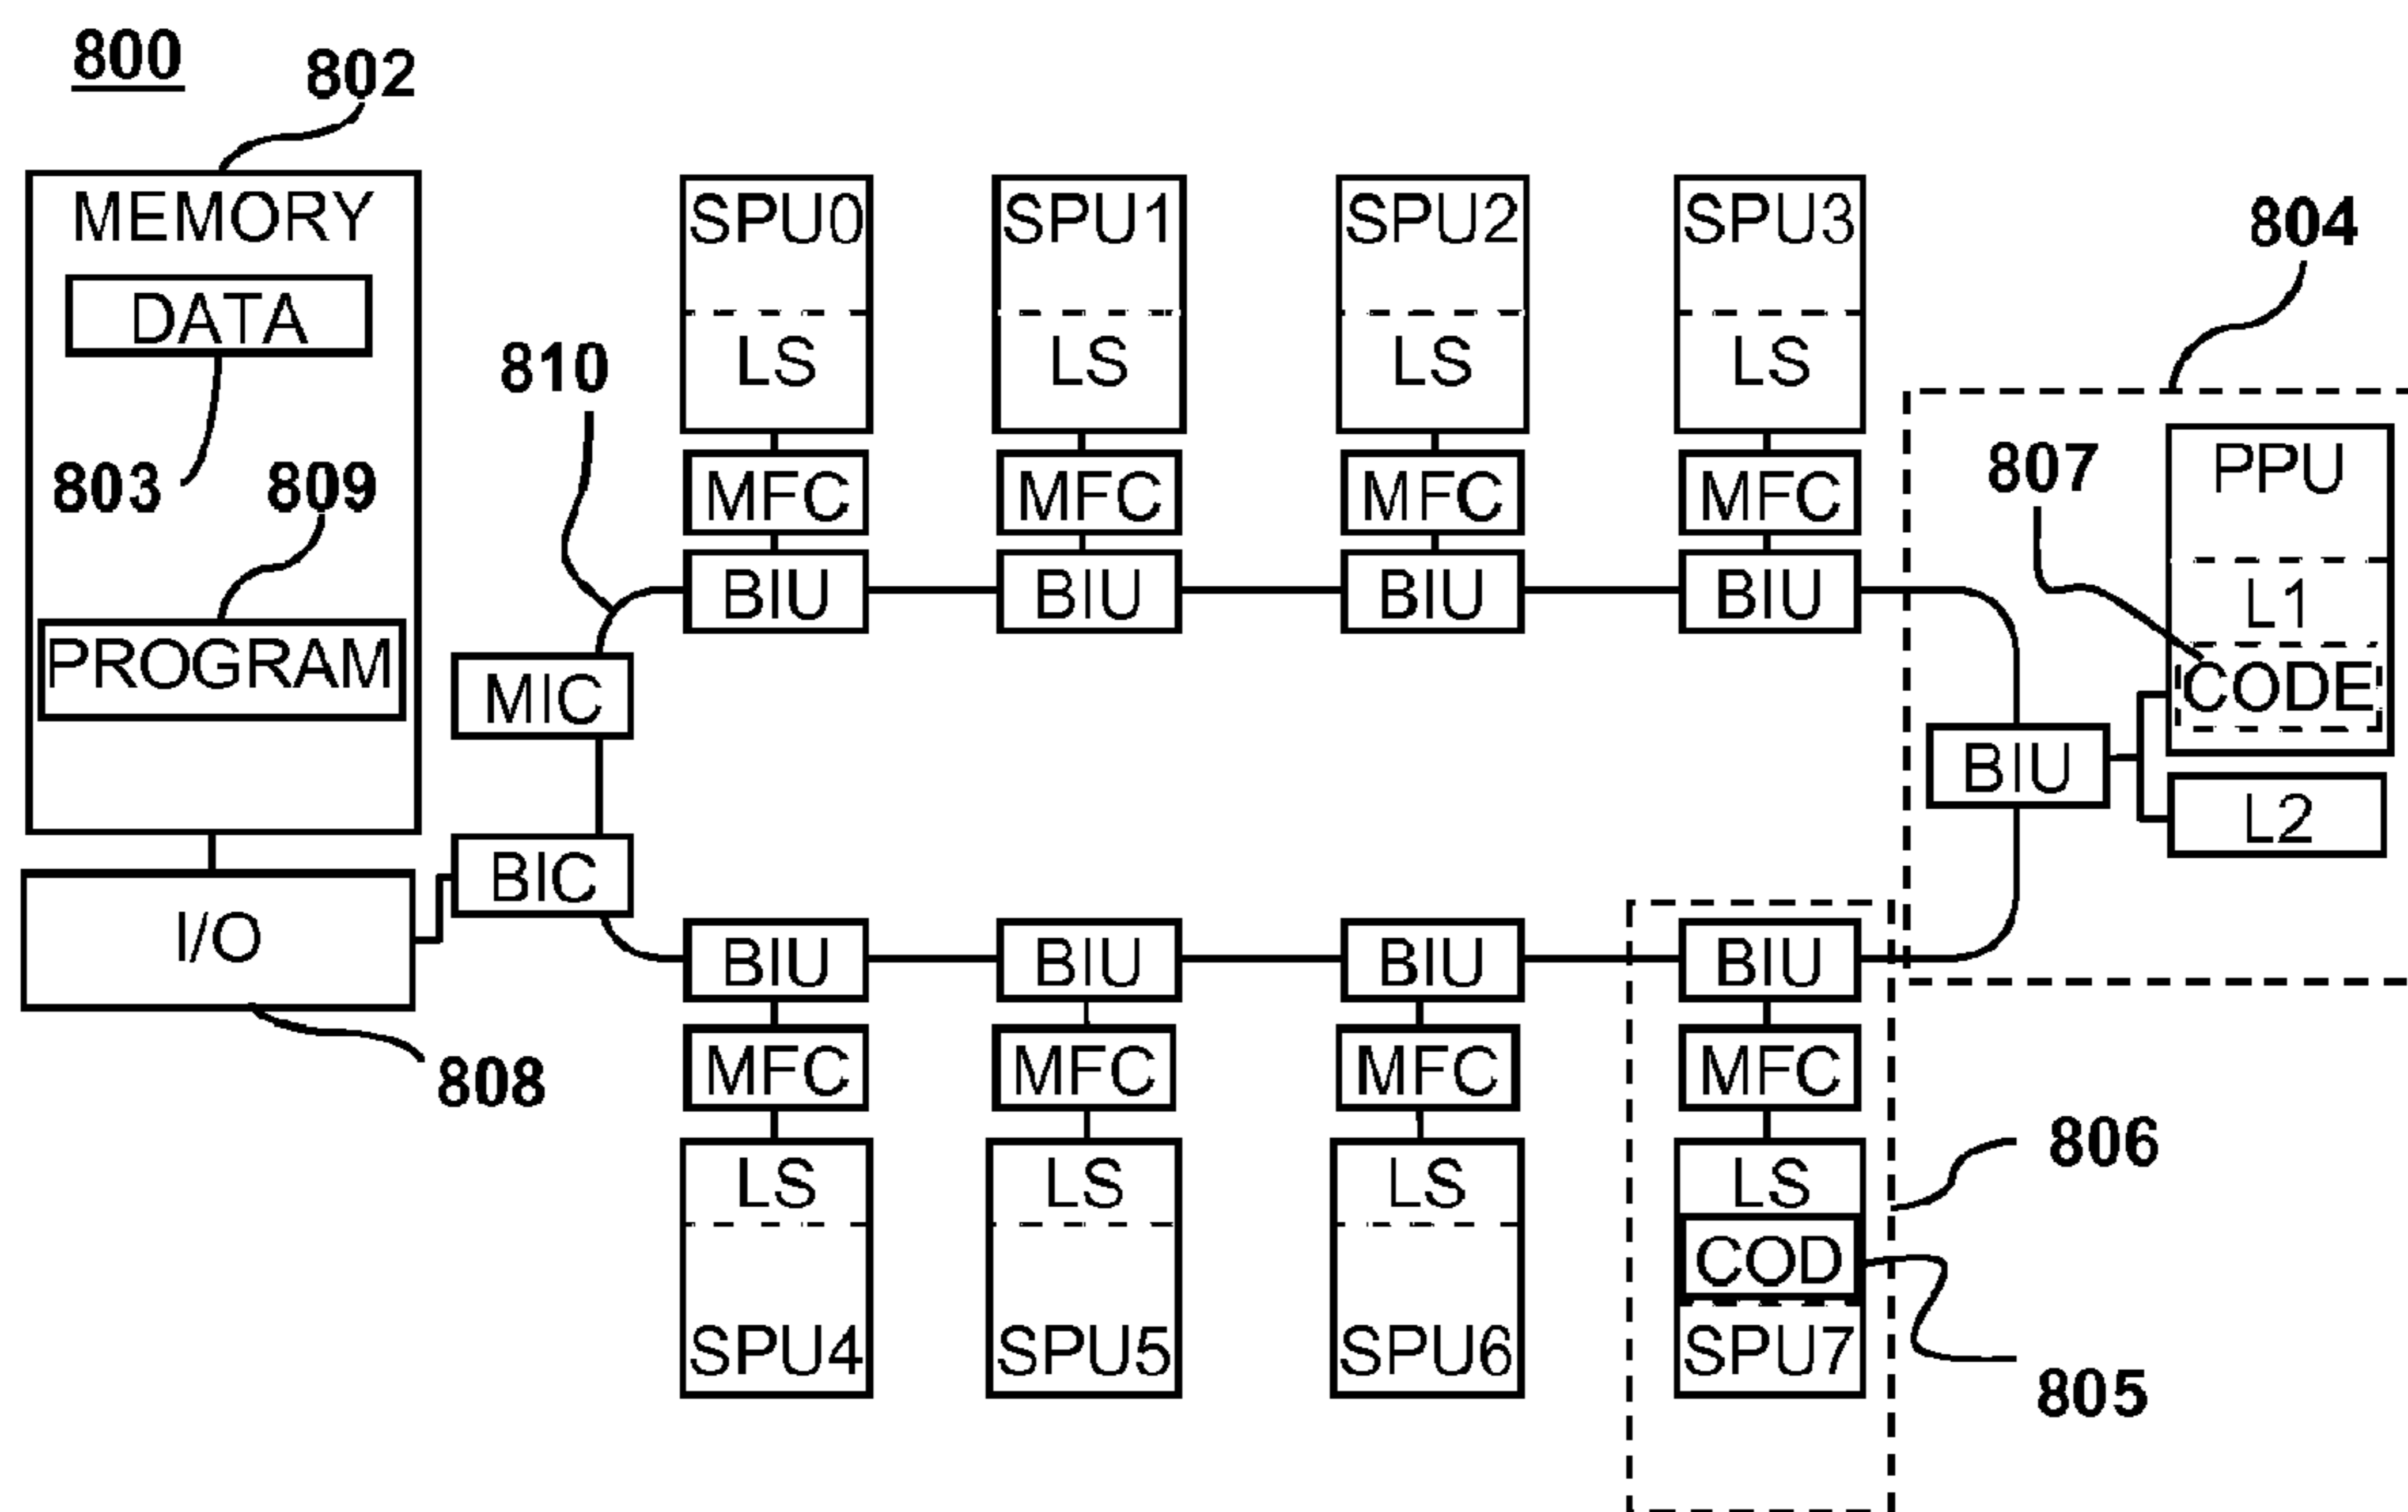 800
802
MEMORY
DATA
803
809
PROGRAM
I/O
808
810
MIC
BIC
SPU0 SPU1 SPU2 SPU3
LS LS LS LS
MFC MFC MFC MFC
BIU BIU BIU BIU
804
807
PPU
L1
CODE
BIU
L2
BIU BIU BIU BIU
MFC MFC MFC MFC
LS LS LS LS
COD
SPU4 SPU5 SPU6 SPU7
806
805